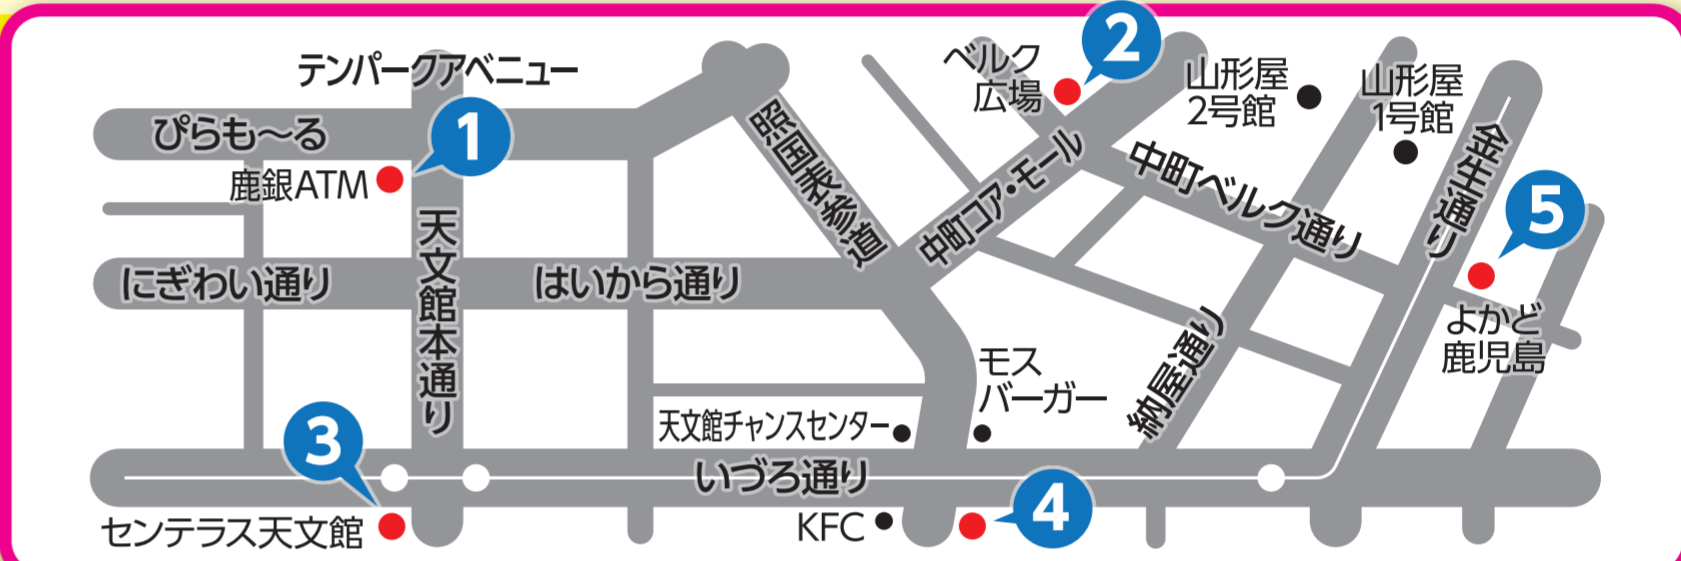 テンパークアベニュー
ぴらも～る
1
鹿銀ATM
天文館本通り
にぎわい通り
はいから通り
照国表参道
ベルク
広場
2
中町コア・モール
山形屋
2号館
山形屋
1号館
中町ベルク通り
金生通り
5
よかど
鹿児島
納屋通り
モス
バーガー
天文館チャンスセンター
3
いづろ通り
センテラス天文館
KFC
4